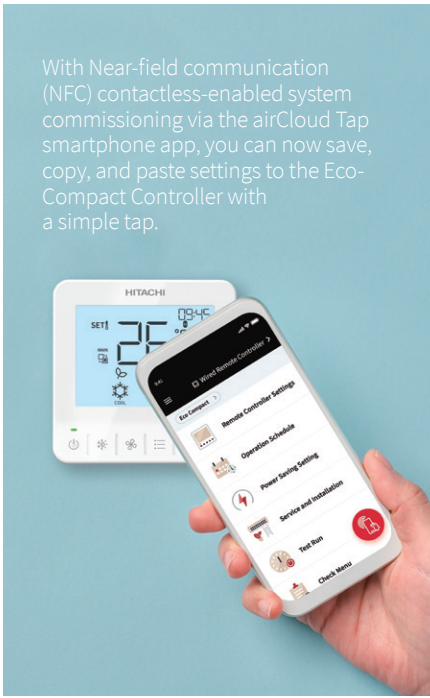 With Near-field communication
(NFC) contactless-enabled system
commissioning via the airCloud Tap
smartphone app, you can now save,
copy, and paste settings to the Eco-
Compact Controller with
a simple tap.
HITACHI
09:45
SET
COOL
9:41
Wired Remote Controller >
Eco Compact >
Remote Controller Settings
Operation Schedule
Power Saving Setting
Service and Installation
Test Run
Check Menu